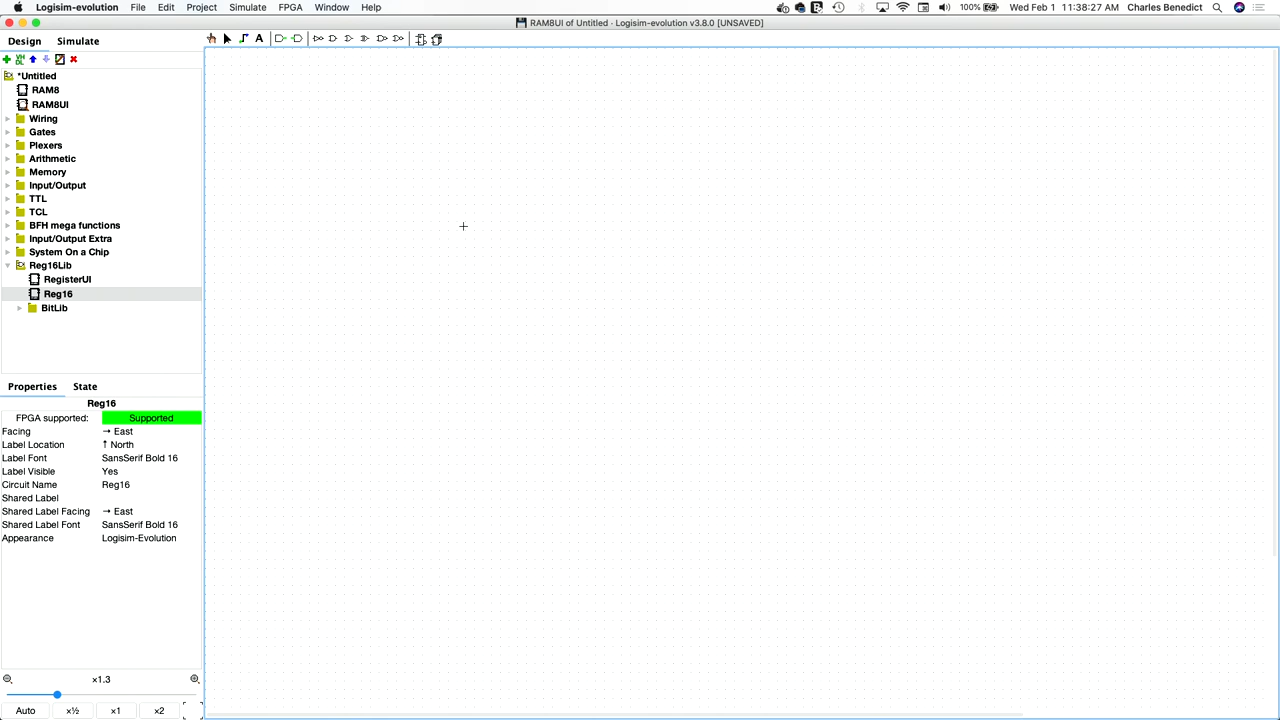 Logisim-evolution File Edit Project Simulate FPGA Window Help 100% Wed Feb 1 11:38:27 AM Charles Benedict
RAM8UI of Untitled · Logisim-evolution v3.8.0 [UNSAVED]
Design Simulate
A
*Untitled
RAM8
RAM8UI
Wiring
Gates
Plexers
Arithmetic
Memory
Input/Output
TTL
TCL
BFH mega functions
Input/Output Extra
System On a Chip
Reg16Lib
RegisterUI
Reg16
BitLib
Properties State
Reg16
FPGA supported: Supported
Facing → East
Label Location ↑ North
Label Font SansSerif Bold 16
Label Visible Yes
Circuit Name Reg16
Shared Label
Shared Label Facing → East
Shared Label Font SansSerif Bold 16
Appearance Logisim-Evolution
×1.3
Auto ×½ ×1 ×2